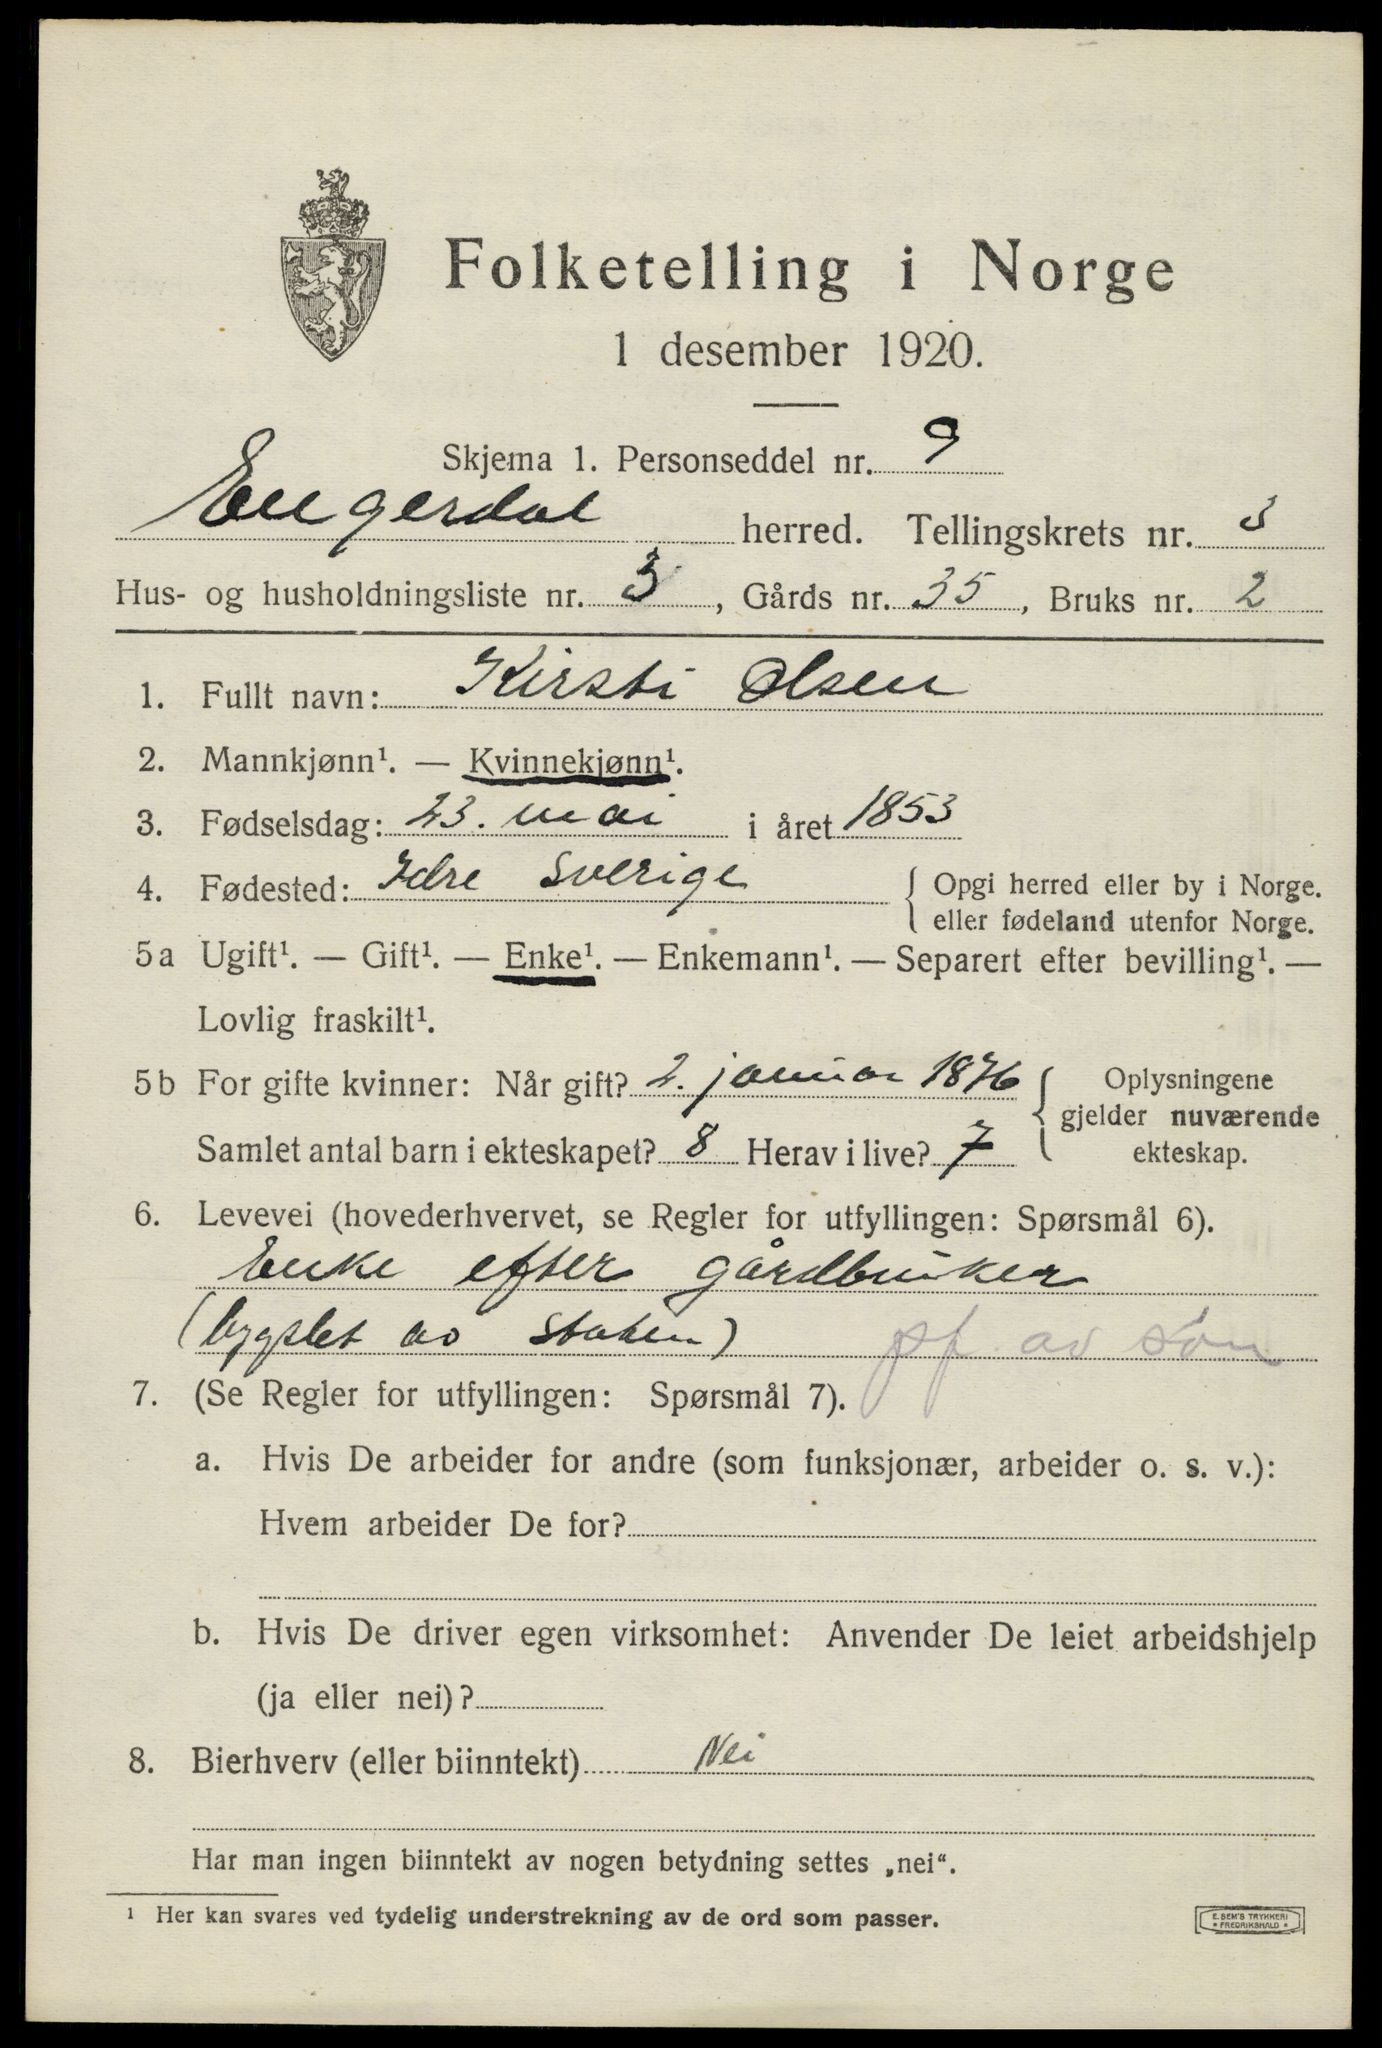 Folketelling i Norge
1 desember 1920.
Skjema 1. Personseddel nr. 9
Engerdal herred. Tellingskrets nr. 3
Hus- og husholdningsliste nr. 3, Gårds nr. 35, Bruks nr. 2
1. Fullt navn: Kirsti Olsen
2. Mannkjønn¹. — Kvinnekjønn¹.
3. Fødselsdag: 23. mai i året 1853
4. Fødested: Idre Sverige { Opgi herred eller by i Norge.
eller fødeland utenfor Norge.
5a Ugift¹. — Gift¹. — Enke¹. — Enkemann¹. — Separert efter bevilling¹. —
Lovlig fraskilt¹.
5b For gifte kvinner: Når gift? 2. januar 1876 { Oplysningene
gjelder nuværende
Samlet antal barn i ekteskapet? 8 Herav i live? 7 ekteskap.
6. Levevei (hovederhvervet, se Regler for utfyllingen: Spørsmål 6).
Enke efter gårdbruker
(bygslet av staten) pf. av søn
7. (Se Regler for utfyllingen: Spørsmål 7).
a. Hvis De arbeider for andre (som funksjonær, arbeider o. s. v.):
Hvem arbeider De for?
b. Hvis De driver egen virksomhet: Anvender De leiet arbeidshjelp
(ja eller nei)?
8. Bierhverv (eller biinntekt) Nei
Har man ingen biinntekt av nogen betydning settes „nei“.
¹ Her kan svares ved tydelig understrekning av de ord som passer.
E. SEM'S TRYKKERI
* FREDRIKSHALD *